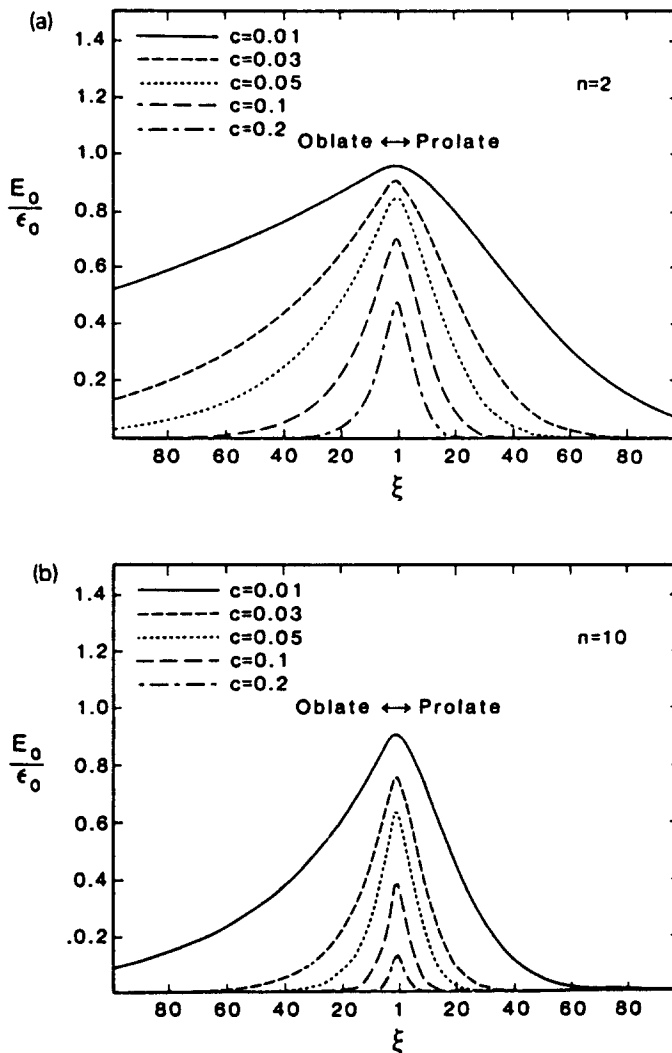 (a)
1.4
1.2
1.0
0.8
0.6
0.4
0.2
E₀
ϵ₀
c=0.01
c=0.03
c=0.05
c=0.1
c=0.2
n=2
Oblate ↔ Prolate
80 60 40 20 1 20 40 60 80
ξ
(b)
1.4
1.2
1.0
0.8
0.6
0.4
.0.2
E₀
ϵ₀
c=0.01
c=0.03
c=0.05
c=0.1
c=0.2
n=10
Oblate ↔ Prolate
80 60 40 20 1 20 40 60 80
ξ